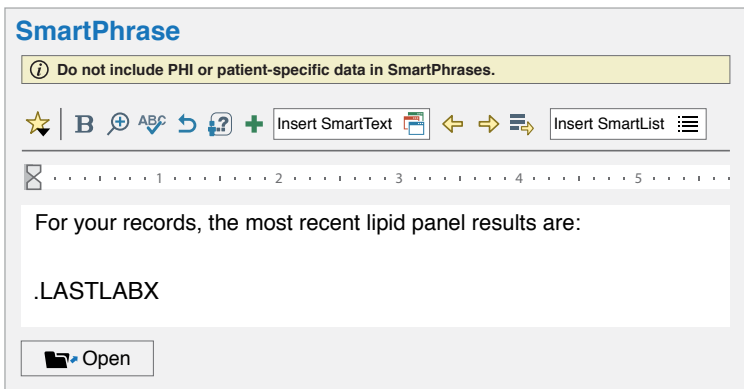 SmartPhrase
Do not include PHI or patient-specific data in SmartPhrases.
B ABC Insert SmartText Insert SmartList
1 2 3 4 5
For your records, the most recent lipid panel results are:
.LASTLABX
Open